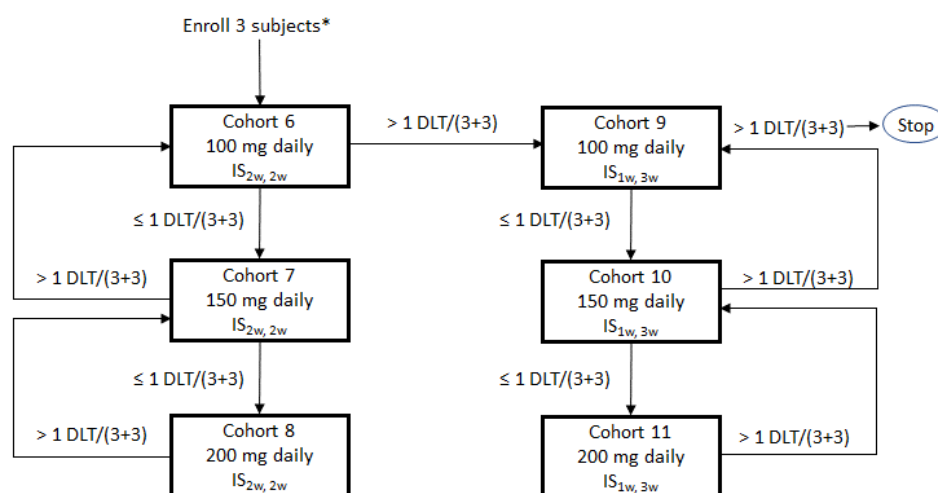 Enroll 3 subjects*
Cohort 6
100 mg daily
IS2w, 2w
> 1 DLT/(3+3)
Cohort 9
100 mg daily
IS1w, 3w
> 1 DLT/(3+3)
Stop
≤ 1 DLT/(3+3)
≤ 1 DLT/(3+3)
> 1 DLT/(3+3)
Cohort 7
150 mg daily
IS2w, 2w
Cohort 10
150 mg daily
IS1w, 3w
> 1 DLT/(3+3)
≤ 1 DLT/(3+3)
≤ 1 DLT/(3+3)
> 1 DLT/(3+3)
Cohort 8
200 mg daily
IS2w, 2w
Cohort 11
200 mg daily
IS1w, 3w
> 1 DLT/(3+3)